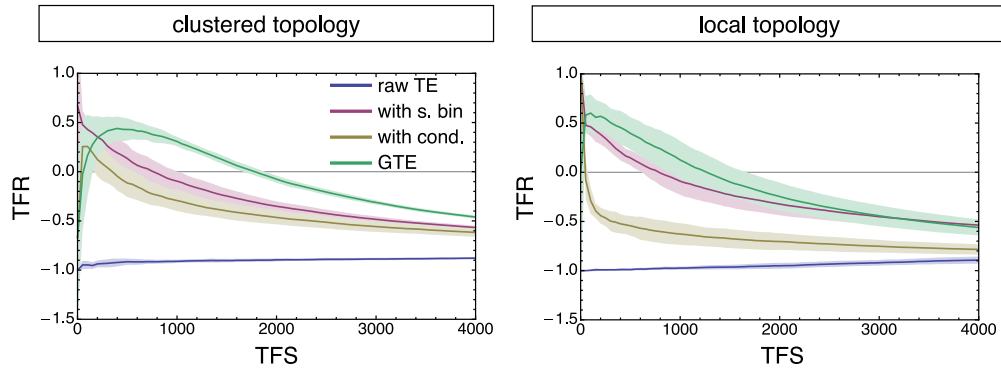 clustered topology
local topology
1.0
0.5
0.0
−0.5
−1.0
−1.5
TFR
0
1000
2000
3000
4000
TFS
raw TE
with s. bin
with cond.
GTE
1.0
0.5
0.0
−0.5
−1.0
−1.5
TFR
0
1000
2000
3000
4000
TFS